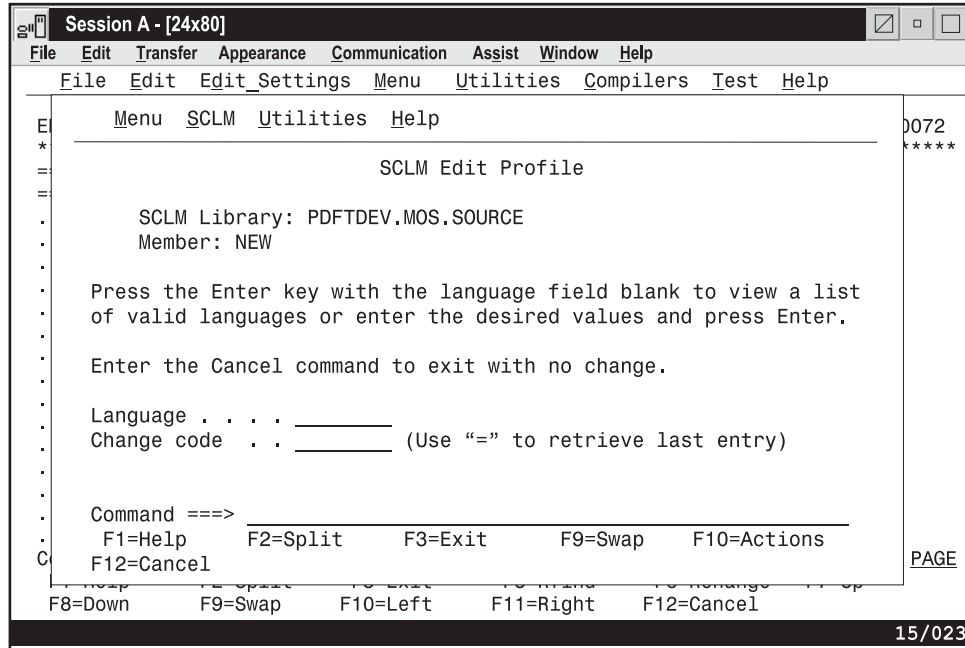 Session A - [24x80]
File Edit Transfer Appearance Communication Assist Window Help
File Edit Edit_Settings Menu Utilities Compilers Test Help
Menu SCLM Utilities Help
0072
*****
SCLM Edit Profile
SCLM Library: PDFTDEV.MOS.SOURCE
Member: NEW
Press the Enter key with the language field blank to view a list
of valid languages or enter the desired values and press Enter.
Enter the Cancel command to exit with no change.
Language . . . .
Change code . . (Use “=” to retrieve last entry)
Command ===>
F1=Help F2=Split F3=Exit F9=Swap F10=Actions
F12=Cancel
PAGE
F8=Down F9=Swap F10=Left F11=Right F12=Cancel
15/023